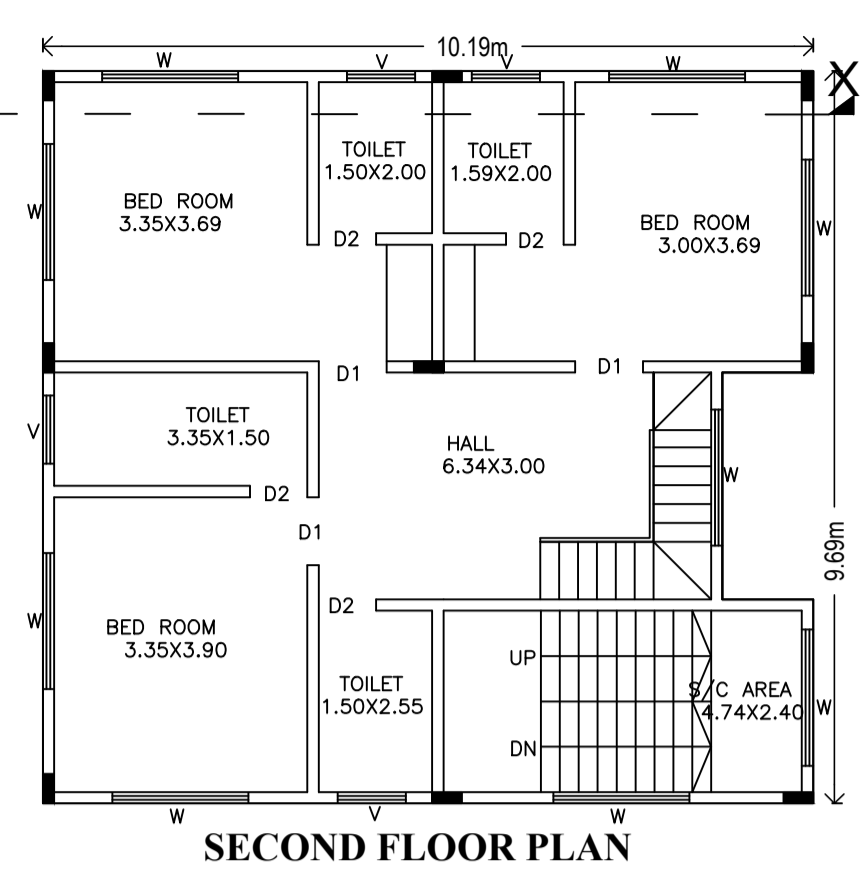 10.19m
W
V
V
W
X
TOILET
1.50X2.00
TOILET
1.59X2.00
BED ROOM
3.35X3.69
W
BED ROOM
3.00X3.69
W
D2
D2
D1
D1
TOILET
3.35X1.50
V
HALL
6.34X3.00
W
D2
D1
9.69m
D2
BED ROOM
3.35X3.90
W
UP
TOILET
1.50X2.55
S/C AREA
4.74X2.40
W
DN
W
V
W
SECOND FLOOR PLAN